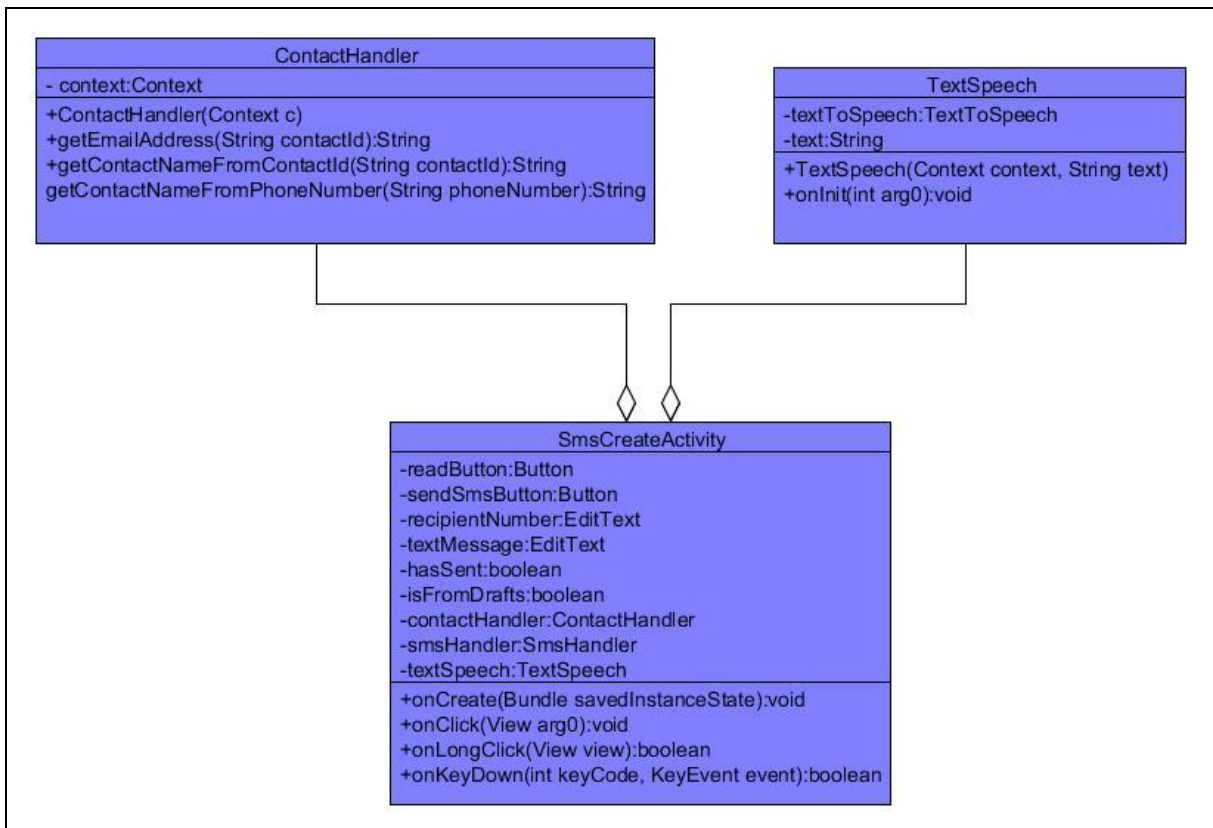 ContactHandler
- context:Context
+ContactHandler(Context c)
+getEmailAddress(String contactId):String
+getContactNameFromContactId(String contactId):String
getContactNameFromPhoneNumber(String phoneNumber):String
TextSpeech
-textToSpeech:TextToSpeech
-text:String
+TextSpeech(Context context, String text)
+onInit(int arg0):void
SmsCreateActivity
-readButton:Button
-sendSmsButton:Button
-recipientNumber:EditText
-textMessage:EditText
-hasSent:boolean
-isFromDrafts:boolean
-contactHandler:ContactHandler
-smsHandler:SmsHandler
-textSpeech:TextSpeech
+onCreate(Bundle savedInstanceState):void
+onClick(View arg0):void
+onLongClick(View view):boolean
+onKeyDown(int keyCode, KeyEvent event):boolean